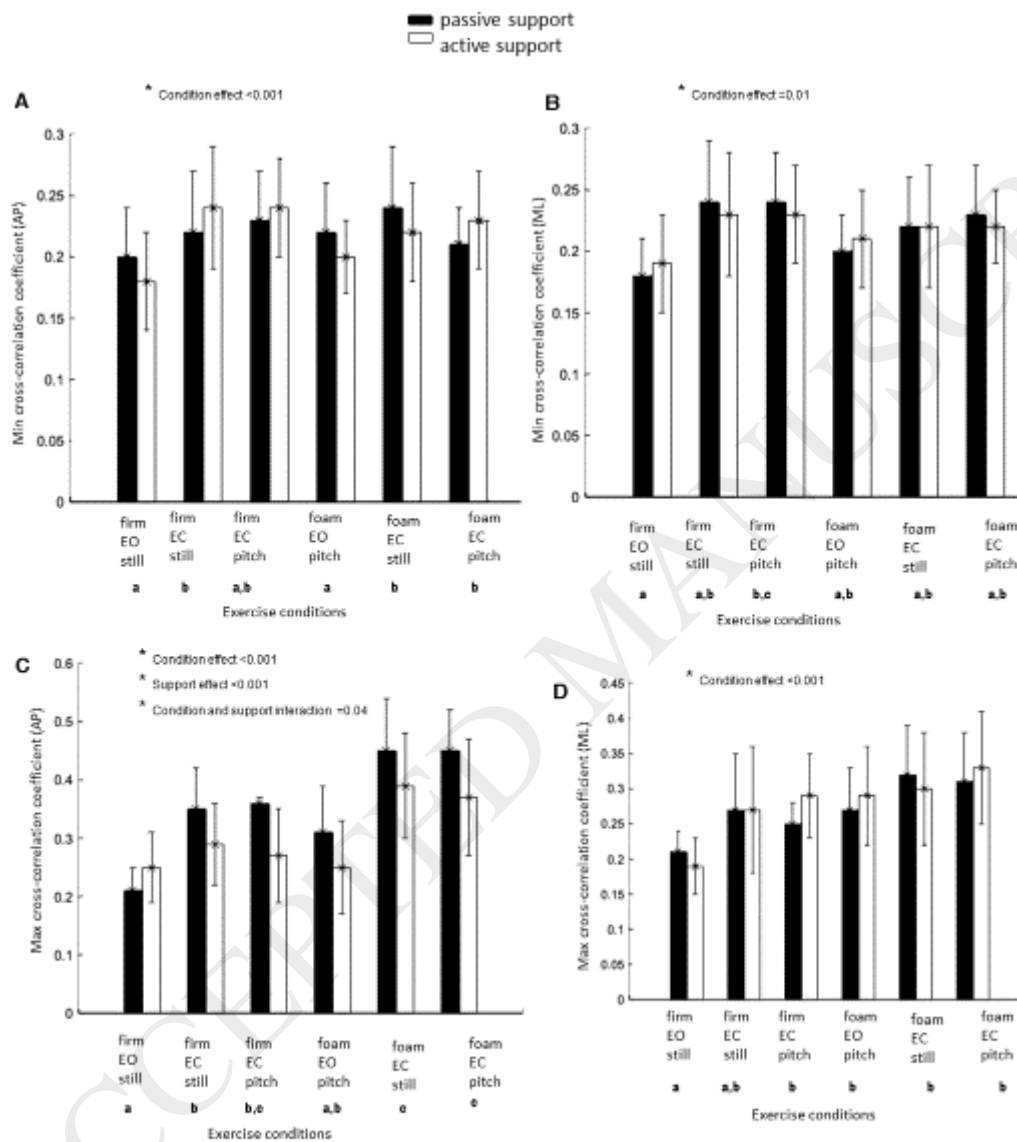 passive support
active support
A
* Condition effect <0.001
Min cross-correlation coefficient (AP)
0.3
0.25
0.2
0.15
0.1
0.05
0
firm EO still
firm EC still
firm EC pitch
foam EO pitch
foam EC still
foam EC pitch
a b a,b a b b
Exercise conditions
B
* Condition effect =0.01
Min cross-correlation coefficient (ML)
0.3
0.25
0.2
0.15
0.1
0.05
0
firm EO still
firm EC still
firm EC pitch
foam EO pitch
foam EC still
foam EC pitch
a a,b b,c a,b a,b a,b
Exercise conditions
C
* Condition effect <0.001
* Support effect <0.001
* Condition and support interaction =0.04
Max cross-correlation coefficient (AP)
0.6
0.5
0.4
0.3
0.2
0.1
0
firm EO still
firm EC still
firm EC pitch
foam EO pitch
foam EC still
foam EC pitch
a b b,c a,b c c
Exercise conditions
D
* Condition effect <0.001
Max cross-correlation coefficient (ML)
0.45
0.4
0.35
0.3
0.25
0.2
0.15
0.1
0.05
0
firm EO still
firm EC still
firm EC pitch
foam EO pitch
foam EC still
foam EC pitch
a a,b b b b b
Exercise conditions
CCEPTED MANUSCR